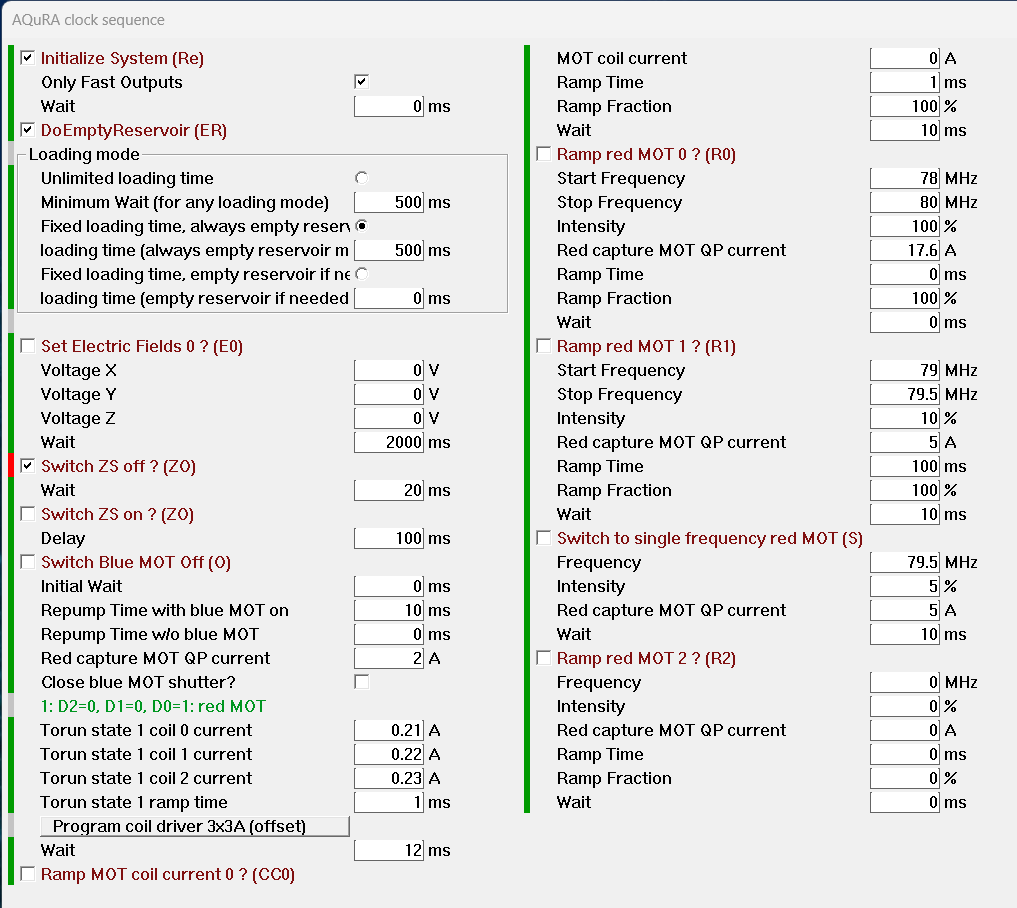 AQuRA clock sequence
Initialize System (Re)
Only Fast Outputs
Wait 0 ms
DoEmptyReservoir (ER)
Loading mode
Unlimited loading time
Minimum Wait (for any loading mode) 500 ms
Fixed loading time, always empty reserv
loading time (always empty reservoir m 500 ms
Fixed loading time, empty reservoir if ne
loading time (empty reservoir if needed 0 ms
Set Electric Fields 0 ? (E0)
Voltage X 0 V
Voltage Y 0 V
Voltage Z 0 V
Wait 2000 ms
Switch ZS off ? (ZO)
Wait 20 ms
Switch ZS on ? (ZO)
Delay 100 ms
Switch Blue MOT Off (O)
Initial Wait 0 ms
Repump Time with blue MOT on 10 ms
Repump Time w/o blue MOT 0 ms
Red capture MOT QP current 2 A
Close blue MOT shutter?
1: D2=0, D1=0, D0=1: red MOT
Torun state 1 coil 0 current 0.21 A
Torun state 1 coil 1 current 0.22 A
Torun state 1 coil 2 current 0.23 A
Torun state 1 ramp time 1 ms
Program coil driver 3x3A (offset)
Wait 12 ms
Ramp MOT coil current 0 ? (CC0)
MOT coil current 0 A
Ramp Time 1 ms
Ramp Fraction 100 %
Wait 10 ms
Ramp red MOT 0 ? (R0)
Start Frequency 78 MHz
Stop Frequency 80 MHz
Intensity 100 %
Red capture MOT QP current 17.6 A
Ramp Time 0 ms
Ramp Fraction 100 %
Wait 0 ms
Ramp red MOT 1 ? (R1)
Start Frequency 79 MHz
Stop Frequency 79.5 MHz
Intensity 10 %
Red capture MOT QP current 5 A
Ramp Time 100 ms
Ramp Fraction 100 %
Wait 10 ms
Switch to single frequency red MOT (S)
Frequency 79.5 MHz
Intensity 5 %
Red capture MOT QP current 5 A
Wait 10 ms
Ramp red MOT 2 ? (R2)
Frequency 0 MHz
Intensity 0 %
Red capture MOT QP current 0 A
Ramp Time 0 ms
Ramp Fraction 0 %
Wait 0 ms